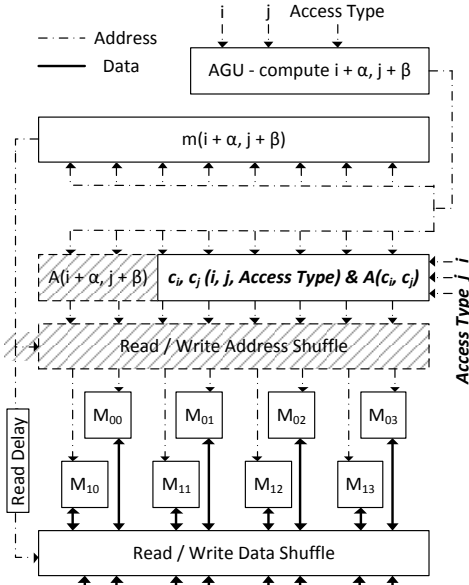 i j Access Type
Address
Data
AGU - compute i + α, j + β
m(i + α, j + β)
A(i + α, j + β) cᵢ, cⱼ (i, j, Access Type) & A(cᵢ, cⱼ)
i
j
Access Type
Read / Write Address Shuffle
M₀₀ M₀₁ M₀₂ M₀₃
Read Delay
M₁₀ M₁₁ M₁₂ M₁₃
Read / Write Data Shuffle